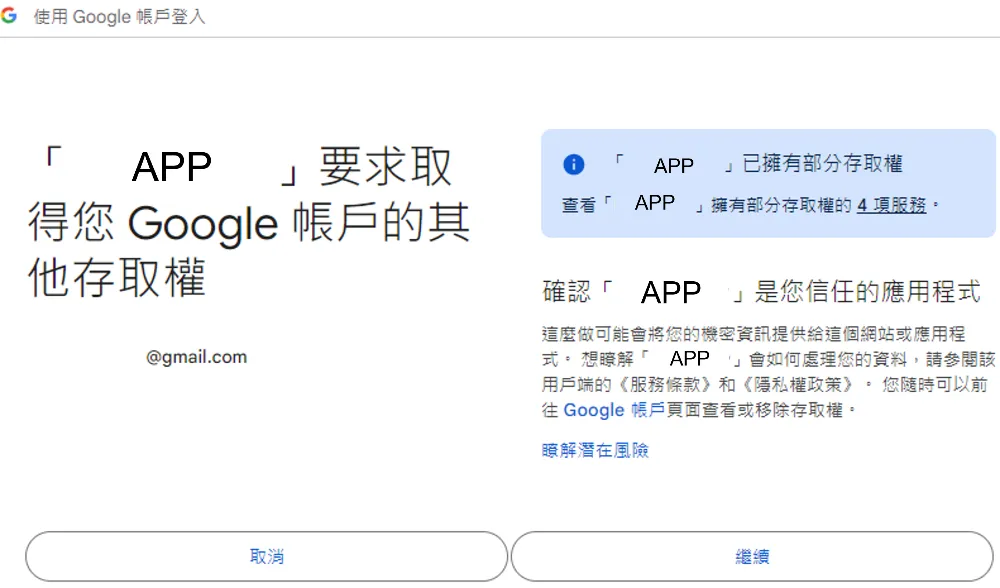 使用 Google 帳戶登入
「 APP 」要求取
得您 Google 帳戶的其
他存取權
@gmail.com
「 APP 」已擁有部分存取權
查看「 APP 」擁有部分存取權的 4 項服務。
確認「 APP 」是您信任的應用程式
這麼做可能會將您的機密資訊提供給這個網站或應用程
式。 想瞭解「 APP 」會如何處理您的資料，請參閱該
用戶端的《服務條款》和《隱私權政策》。 您隨時可以前
往 Google 帳戶頁面查看或移除存取權。
瞭解潛在風險
取消
繼續